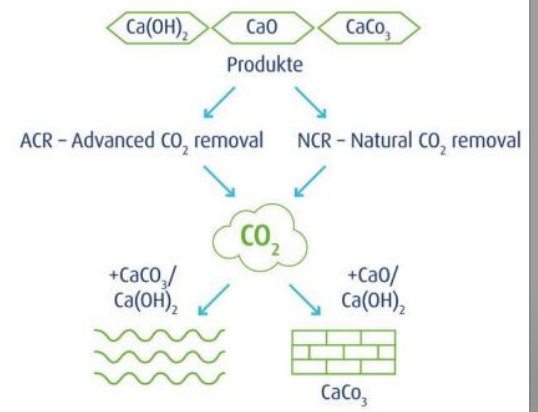 Ca(OH)₂ CaO CaCo₃
Produkte
ACR – Advanced CO₂ removal NCR – Natural CO₂ removal
CO₂
+CaCO₃/ +CaO/
Ca(OH)₂ Ca(OH)₂
CaCo₃